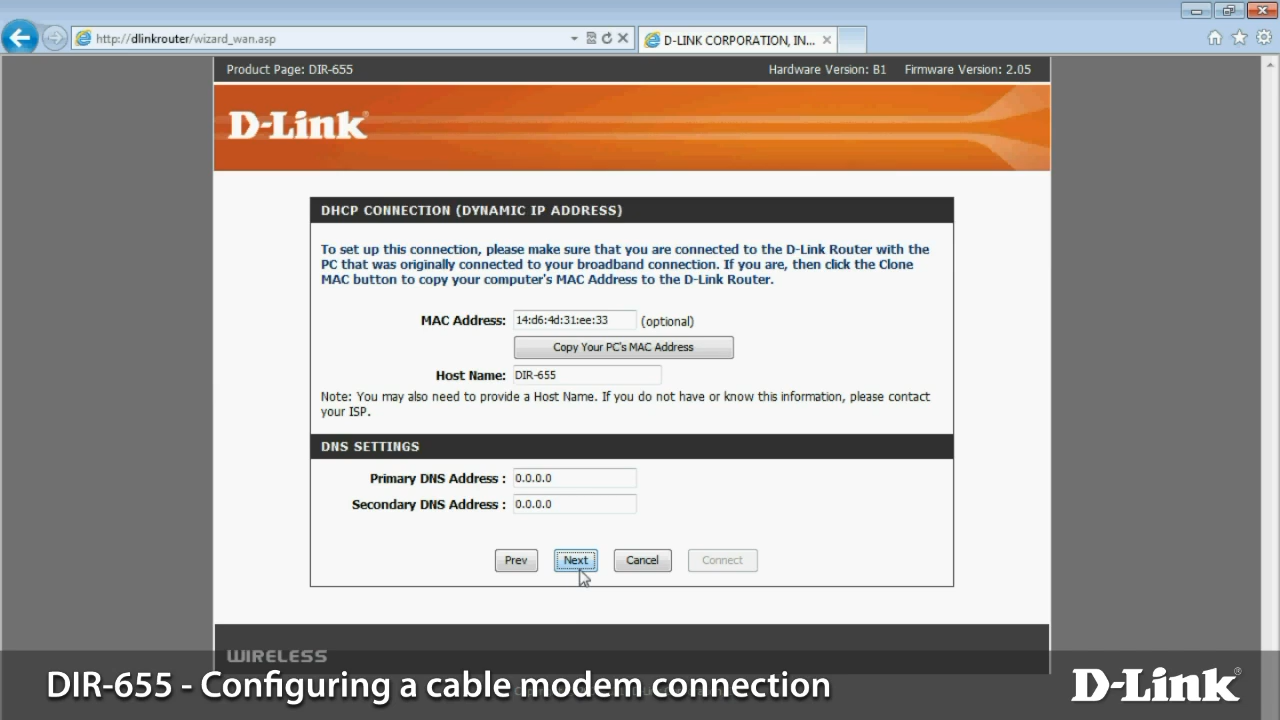 http://dlinkrouter/wizard_wan.asp
D-LINK CORPORATION, IN...
Product Page: DIR-655
Hardware Version: B1
Firmware Version: 2.05
D-Link
DHCP CONNECTION (DYNAMIC IP ADDRESS)
To set up this connection, please make sure that you are connected to the D-Link Router with the
PC that was originally connected to your broadband connection. If you are, then click the Clone
MAC button to copy your computer's MAC Address to the D-Link Router.
MAC Address: 14:d6:4d:31:ee:33 (optional)
Copy Your PC's MAC Address
Host Name: DIR-655
Note: You may also need to provide a Host Name. If you do not have or know this information, please contact
your ISP.
DNS SETTINGS
Primary DNS Address : 0.0.0.0
Secondary DNS Address : 0.0.0.0
Prev
Next
Cancel
Connect
WIRELESS
DIR-655 - Configuring a cable modem connection
D-Link®